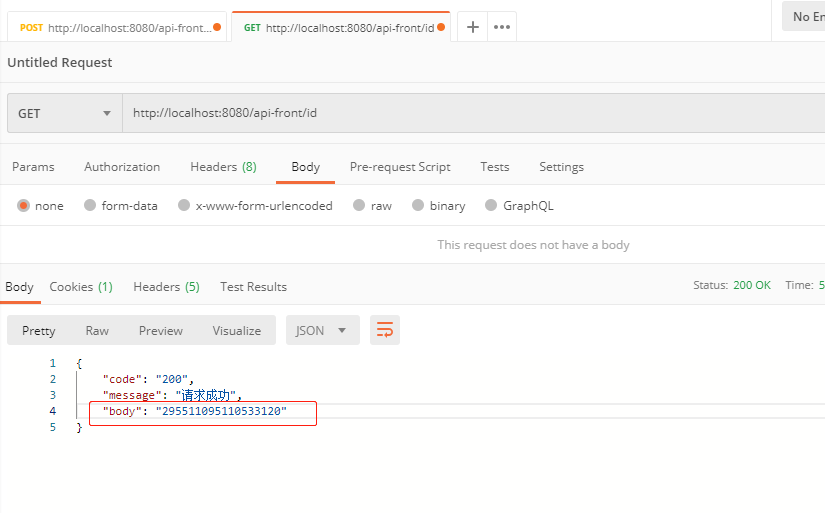 POST http://localhost:8080/api-front... GET http://localhost:8080/api-front/id + ••• No En
Untitled Request
GET http://localhost:8080/api-front/id
Params Authorization Headers (8) Body Pre-request Script Tests Settings
none form-data x-www-form-urlencoded raw binary GraphQL
This request does not have a body
Body Cookies (1) Headers (5) Test Results Status: 200 OK Time: 5
Pretty Raw Preview Visualize JSON
1 {
2 "code": "200",
3 "message": "请求成功",
4 "body": "295511095110533120"
5 }